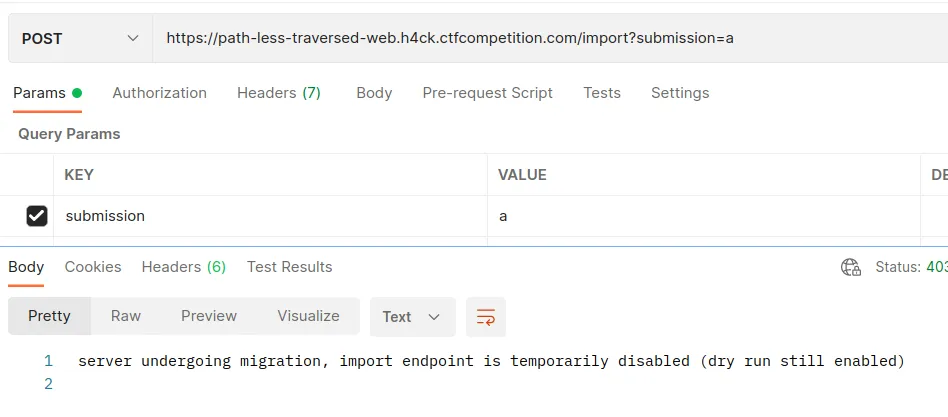 POST https://path-less-traversed-web.h4ck.ctfcompetition.com/import?submission=a
Params Authorization Headers (7) Body Pre-request Script Tests Settings
Query Params
KEY VALUE DE
submission a
Body Cookies Headers (6) Test Results Status: 403
Pretty Raw Preview Visualize Text
1 server undergoing migration, import endpoint is temporarily disabled (dry run still enabled)
2